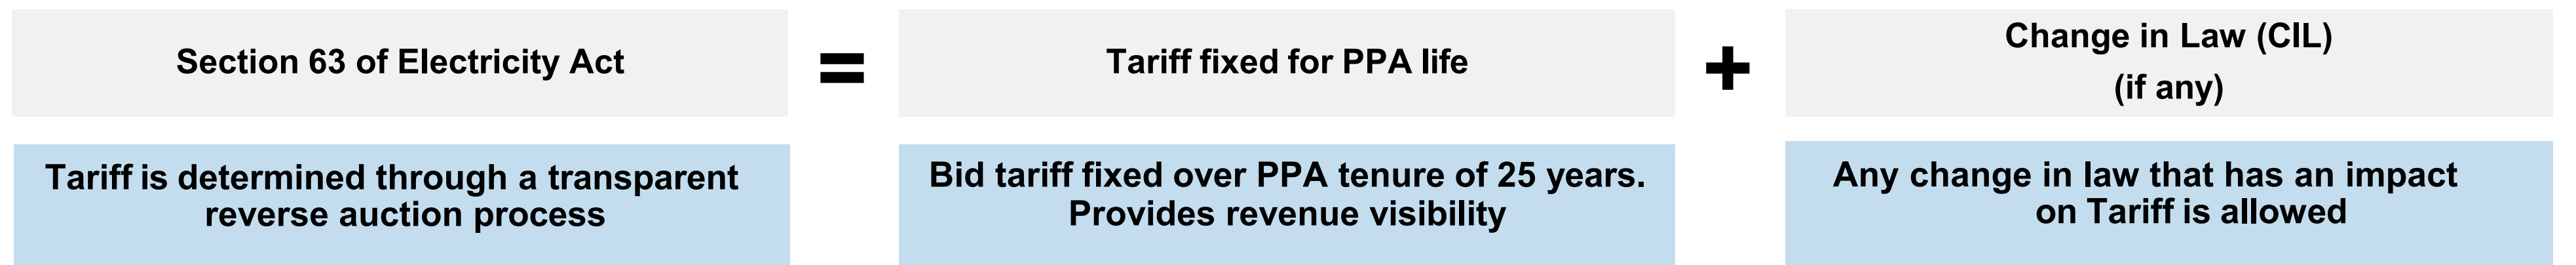 Section 63 of Electricity Act
=
Tariff fixed for PPA life
+
Change in Law (CIL)
(if any)
Tariff is determined through a transparent
reverse auction process
Bid tariff fixed over PPA tenure of 25 years.
Provides revenue visibility
Any change in law that has an impact
on Tariff is allowed